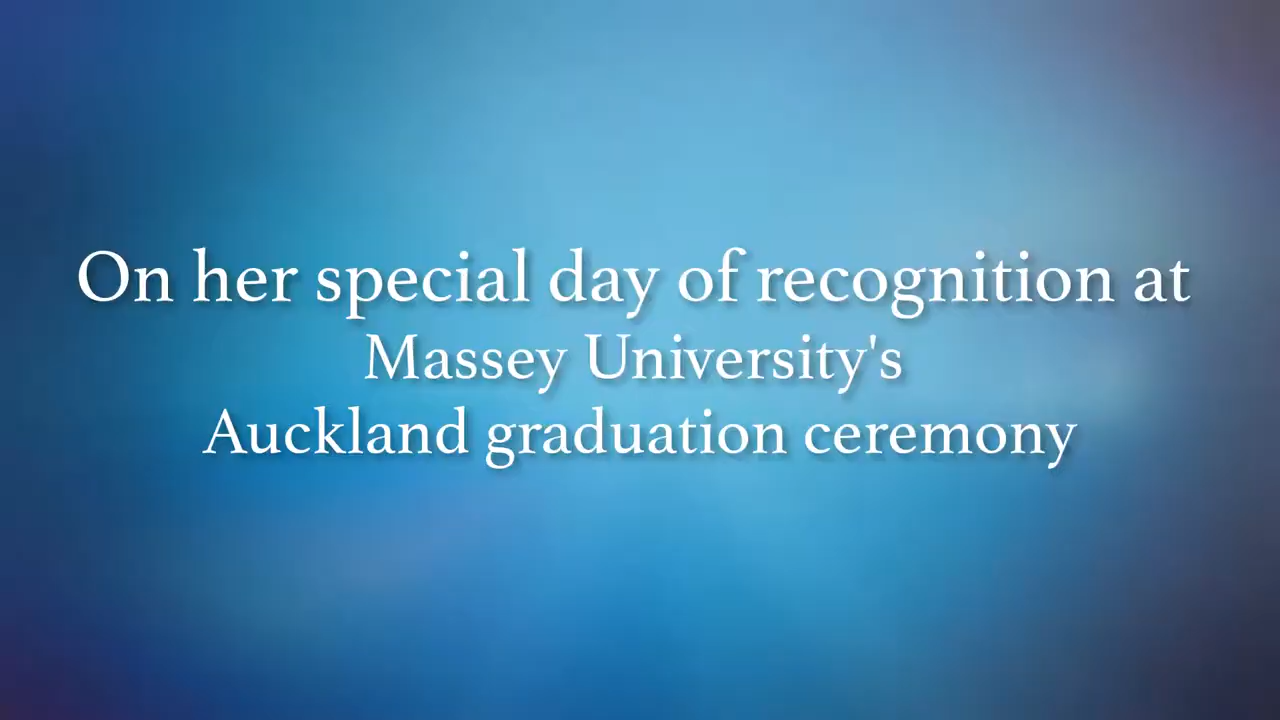 On her special day of recognition at
Massey University's
Auckland graduation ceremony